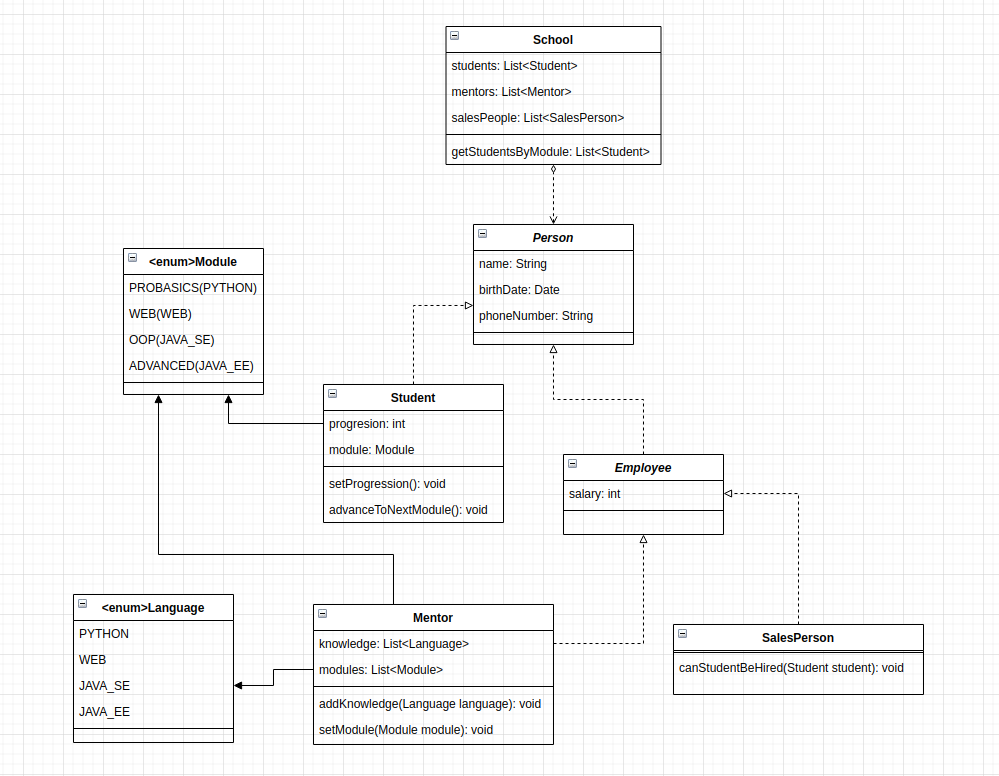 School
students: List<Student>
mentors: List<Mentor>
salesPeople: List<SalesPerson>
getStudentsByModule: List<Student>
Person
name: String
birthDate: Date
phoneNumber: String
<enum>Module
PROBASICS(PYTHON)
WEB(WEB)
OOP(JAVA_SE)
ADVANCED(JAVA_EE)
Student
progresion: int
module: Module
setProgression(): void
advanceToNextModule(): void
Employee
salary: int
<enum>Language
PYTHON
WEB
JAVA_SE
JAVA_EE
Mentor
knowledge: List<Language>
modules: List<Module>
addKnowledge(Language language): void
setModule(Module module): void
SalesPerson
canStudentBeHired(Student student): void